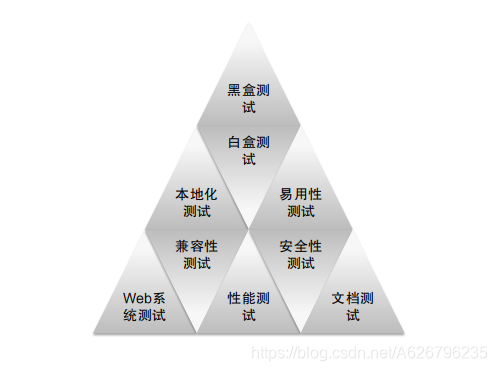 黑盒测
试
白盒测
试
本地化
测试
易用性
测试
兼容性
测试
安全性
测试
Web系
统测试
性能测
试
文档测
试
https://blog.csdn.net/A626796235